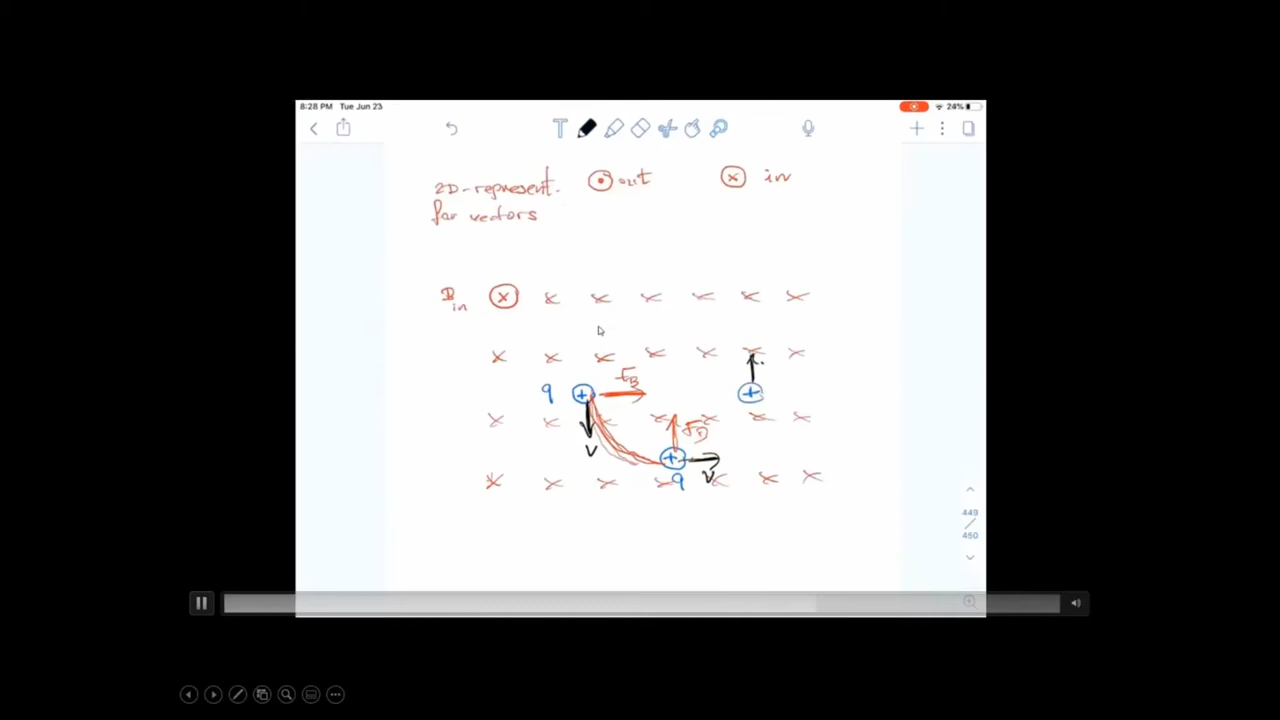 8:28 PM Tue Jun 23
24%
T
2D-represent. out in
for vectors
B in
F_B
q
v
F_B
v
q
449
450